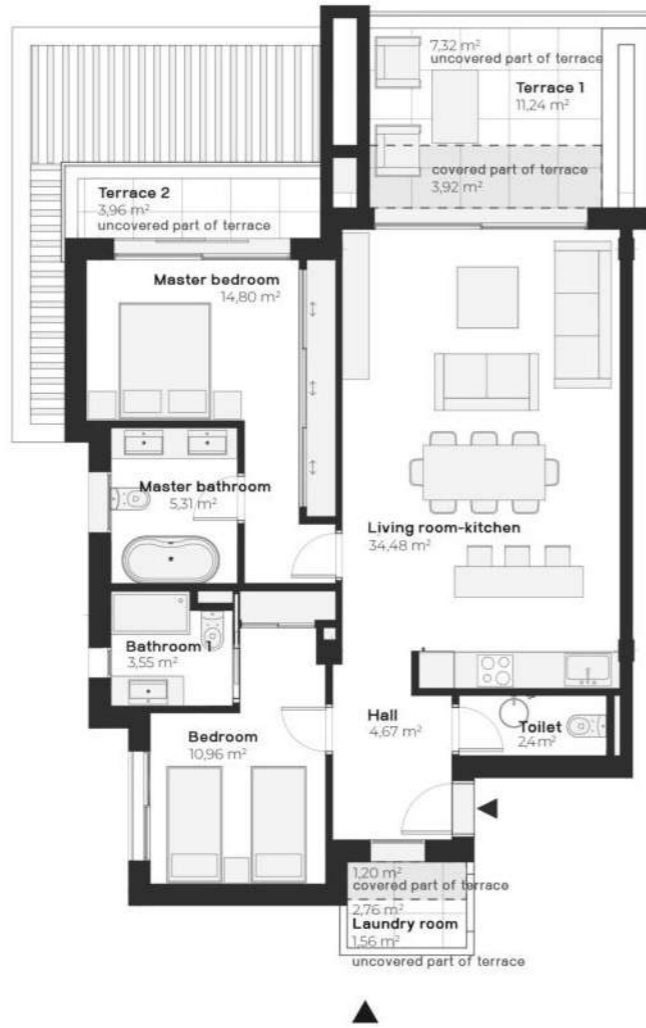 7,32 m²
uncovered part of terrace
Terrace 1
11,24 m²
covered part of terrace
3,92 m²
Terrace 2
3,96 m²
uncovered part of terrace
Master bedroom
14,80 m²
Master bathroom
5,31 m²
Living room-kitchen
34,48 m²
Bathroom 1
3,55 m²
Hall
4,67 m²
Toilet
2,4m²
Bedroom
10,96 m²
1,20 m²
covered part of terrace
2,76 m²
Laundry room
1,56 m²
uncovered part of terrace